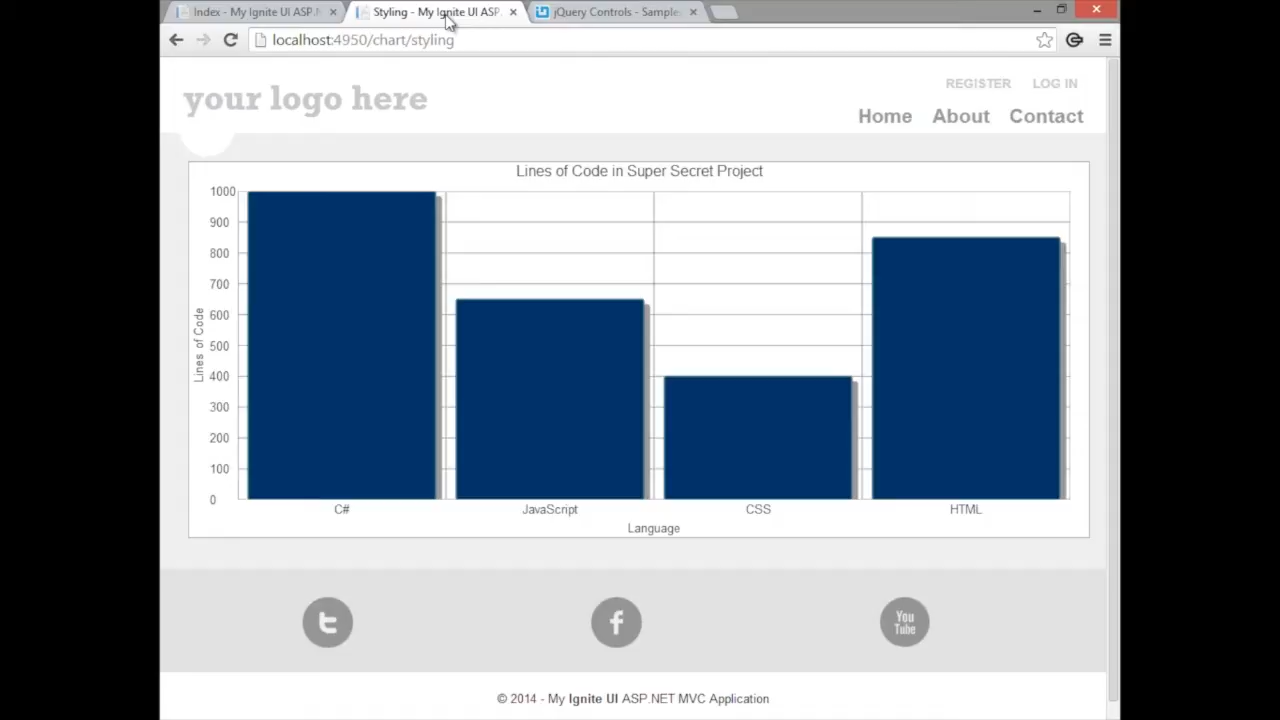 Index - My Ignite UI ASP.N
Styling - My Ignite UI ASP.
jQuery Controls - Sample
localhost:4950/chart/styling
REGISTER LOG IN
your logo here
Home About Contact
Lines of Code in Super Secret Project
1000
900
800
700
600
500
400
300
200
100
0
Lines of Code
C# JavaScript CSS HTML
Language
You
Tube
© 2014 - My Ignite UI ASP.NET MVC Application